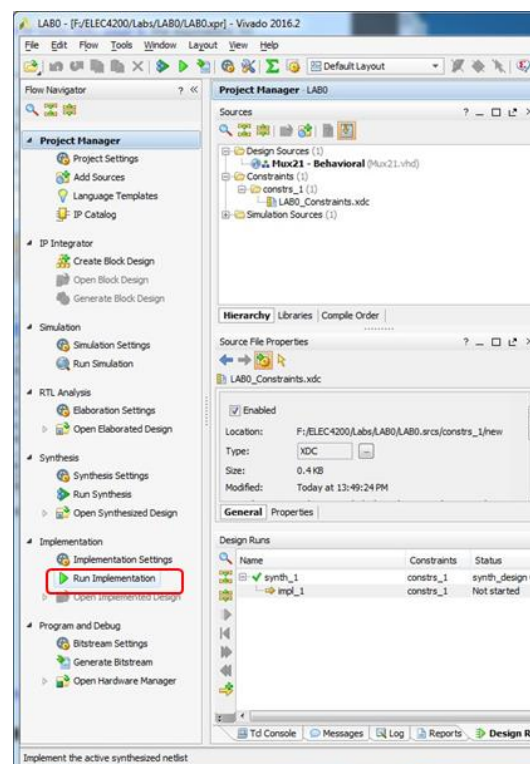 LAB0 - [F:/ELEC4200/Labs/LAB0/LAB0.xpr] - Vivado 2016.2
File Edit Flow Tools Window Layout View Help
Default Layout
Flow Navigator
Project Manager
Project Settings
Add Sources
Language Templates
IP Catalog
IP Integrator
Create Block Design
Open Block Design
Generate Block Design
Simulation
Simulation Settings
Run Simulation
RTL Analysis
Elaboration Settings
Open Elaborated Design
Synthesis
Synthesis Settings
Run Synthesis
Open Synthesized Design
Implementation
Implementation Settings
Run Implementation
Open Implemented Design
Program and Debug
Bitstream Settings
Generate Bitstream
Open Hardware Manager
Project Manager - LAB0
Sources
Design Sources (1)
Mux21 - Behavioral (Mux21.vhd)
Constraints (1)
constrs_1 (1)
LAB0_Constraints.xdc
Simulation Sources (1)
Hierarchy Libraries Compile Order
Source File Properties
LAB0_Constraints.xdc
Enabled
Location: F:/ELEC4200/Labs/LAB0/LAB0.srcs/constrs_1/new
Type: XDC
Size: 0.4 KB
Modified: Today at 13:49:24 PM
General Properties
Design Runs
Name Constraints Status
synth_1 constrs_1 synth_design
impl_1 constrs_1 Not started
Tcl Console Messages Log Reports Design R
Implement the active synthesized netlist